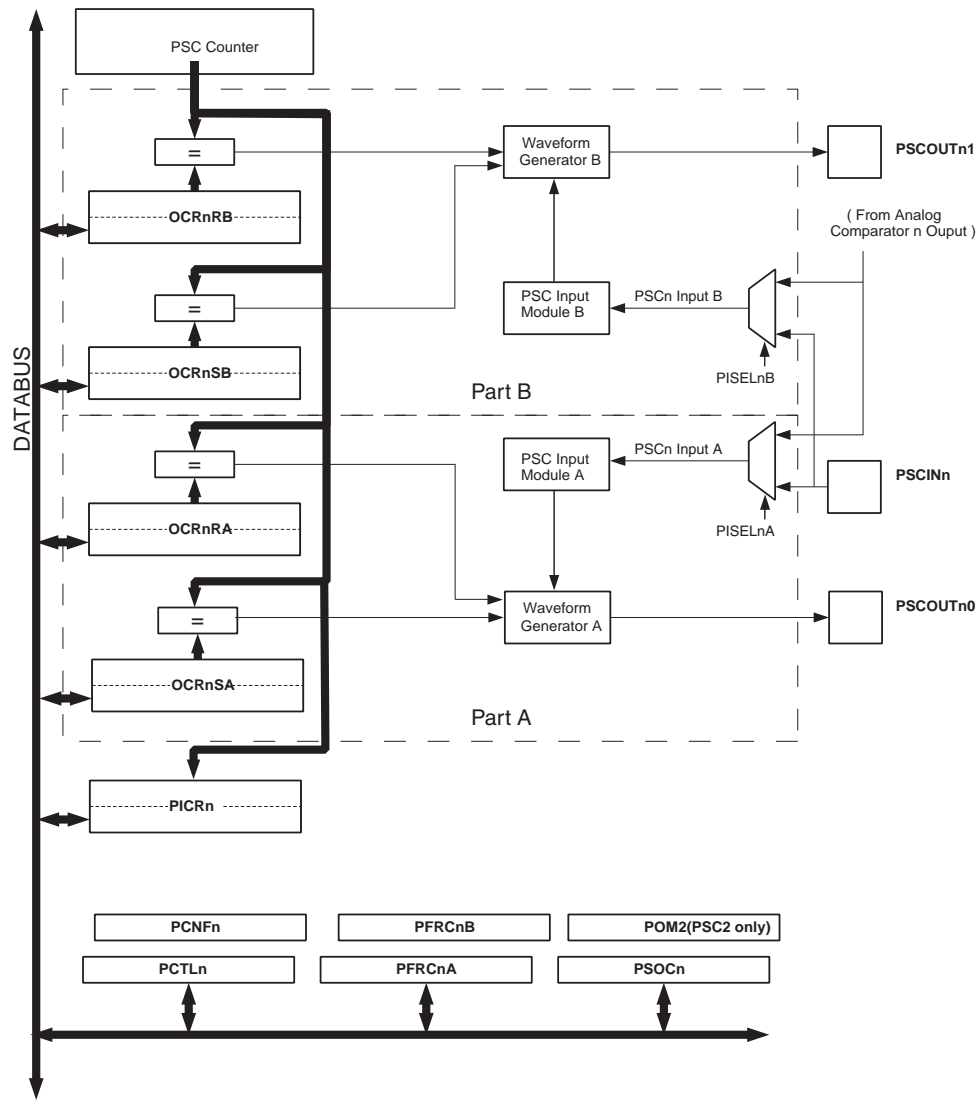 PSC Counter
=
Waveform
Generator B
PSCOUTn1
OCRnRB
( From Analog
Comparator n Ouput )
=
PSC Input
Module B
PSCn Input B
OCRnSB
PISELnB
Part B
DATABUS
=
PSC Input
Module A
PSCn Input A
PSCINn
OCRnRA
PISELnA
=
Waveform
Generator A
PSCOUTn0
OCRnSA
Part A
PICRn
PCNFn
PFRCnB
POM2(PSC2 only)
PCTLn
PFRCnA
PSOCn